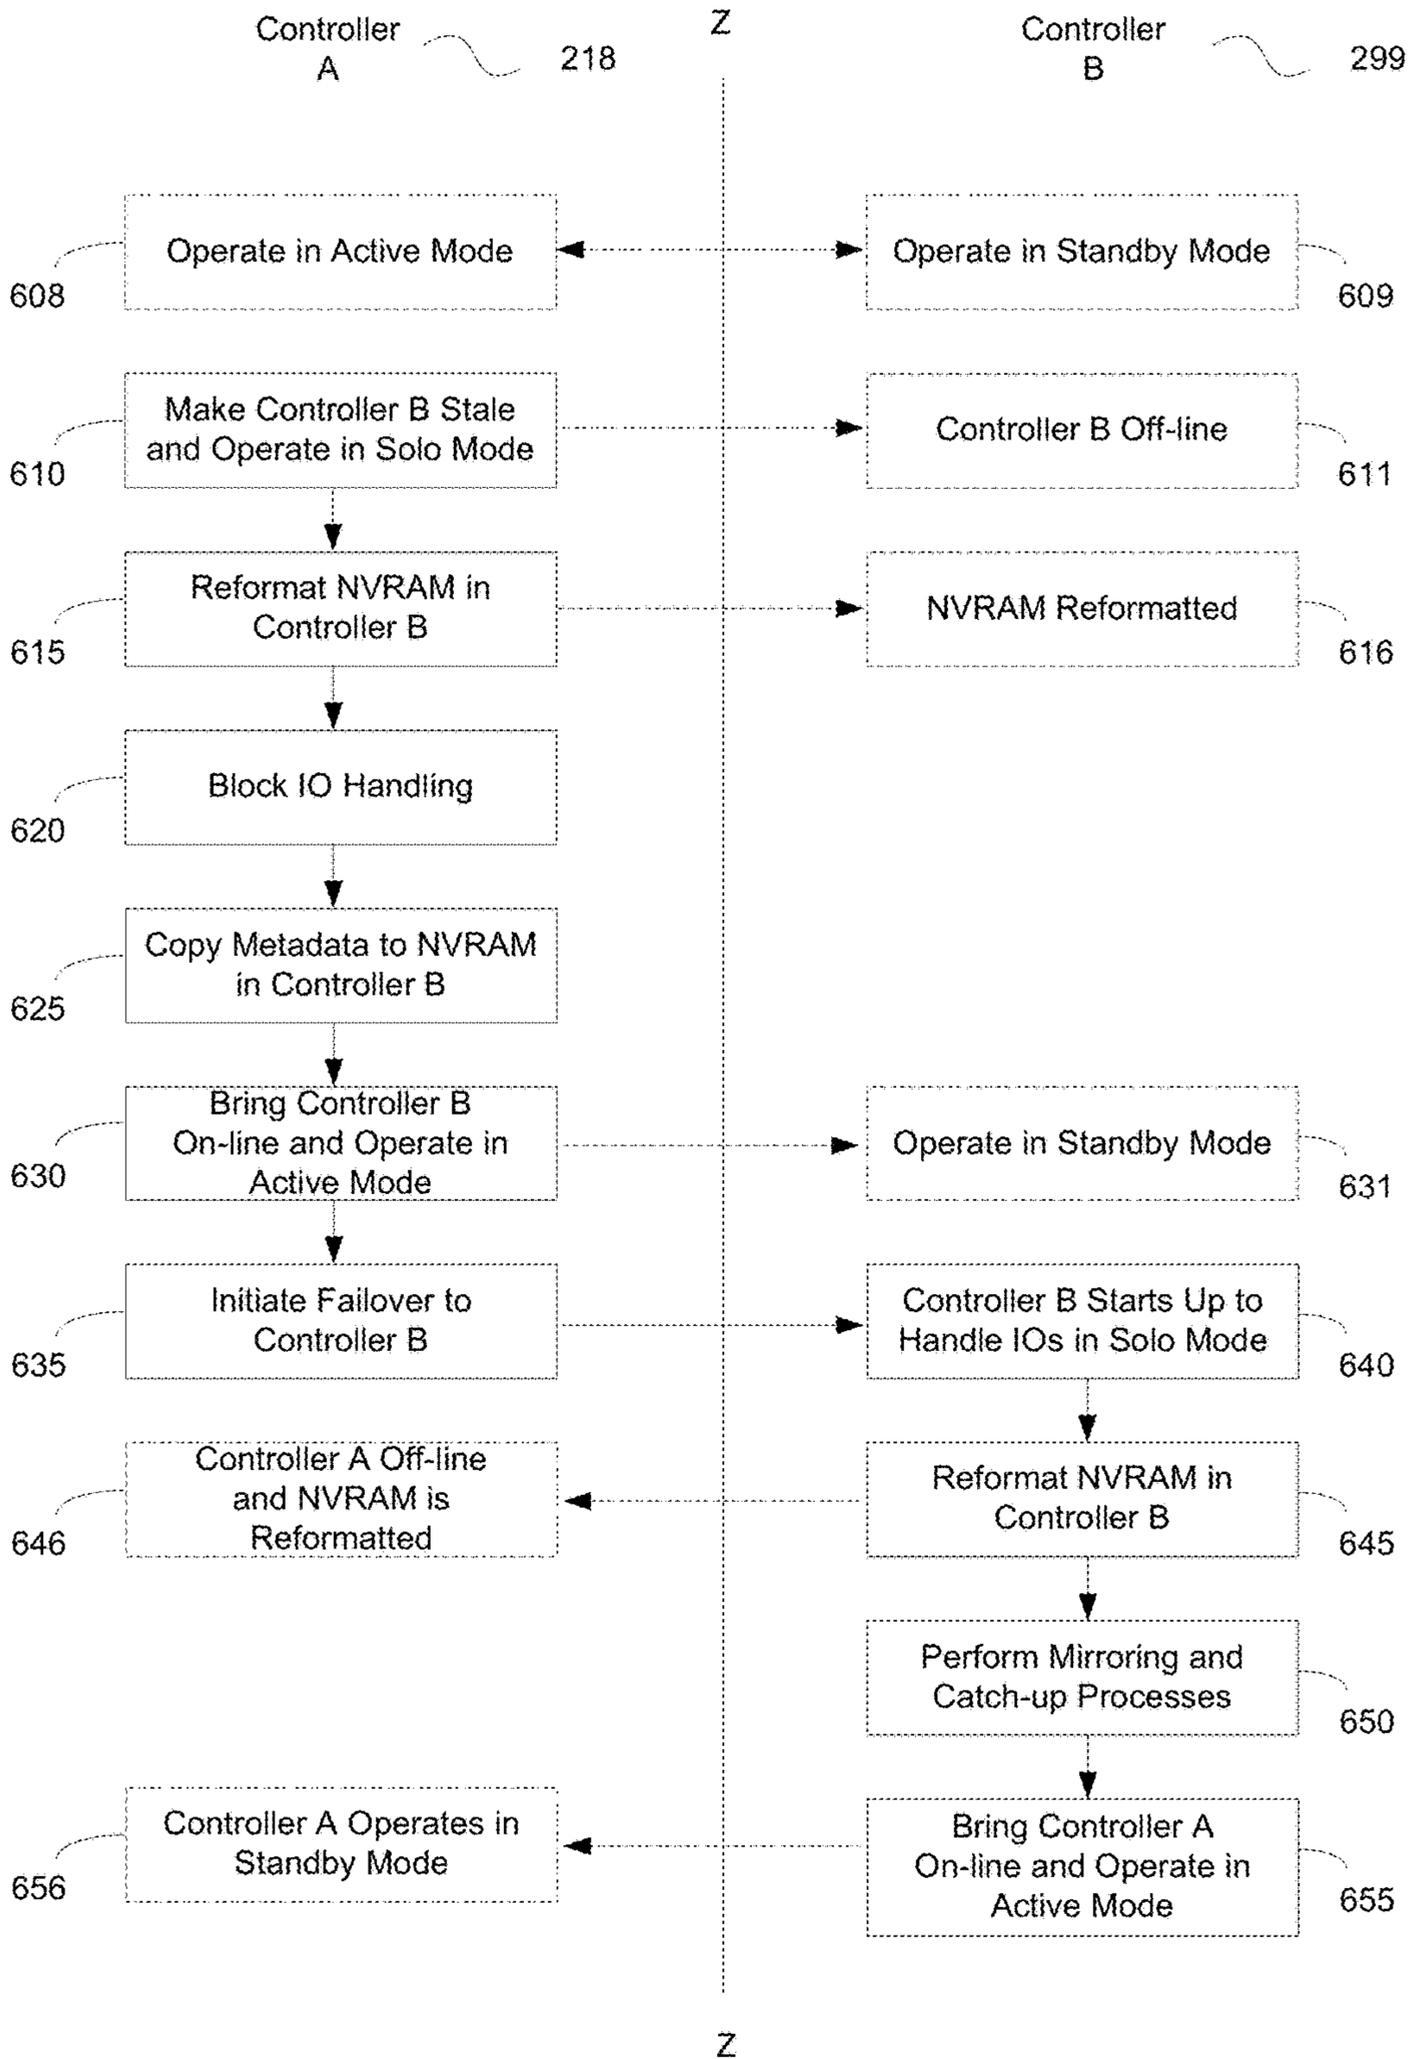 Controller
A
218
Z
Controller
B
299
Operate in Active Mode
608
Operate in Standby Mode
609
Make Controller B Stale
and Operate in Solo Mode
610
Controller B Off-line
611
Reformat NVRAM in
Controller B
615
NVRAM Reformatted
616
Block IO Handling
620
Copy Metadata to NVRAM
in Controller B
625
Bring Controller B
On-line and Operate in
Active Mode
630
Operate in Standby Mode
631
Initiate Failover to
Controller B
635
Controller B Starts Up to
Handle IOs in Solo Mode
640
Controller A Off-line
and NVRAM is
Reformatted
646
Reformat NVRAM in
Controller B
645
Perform Mirroring and
Catch-up Processes
650
Controller A Operates in
Standby Mode
656
Bring Controller A
On-line and Operate in
Active Mode
655
Z